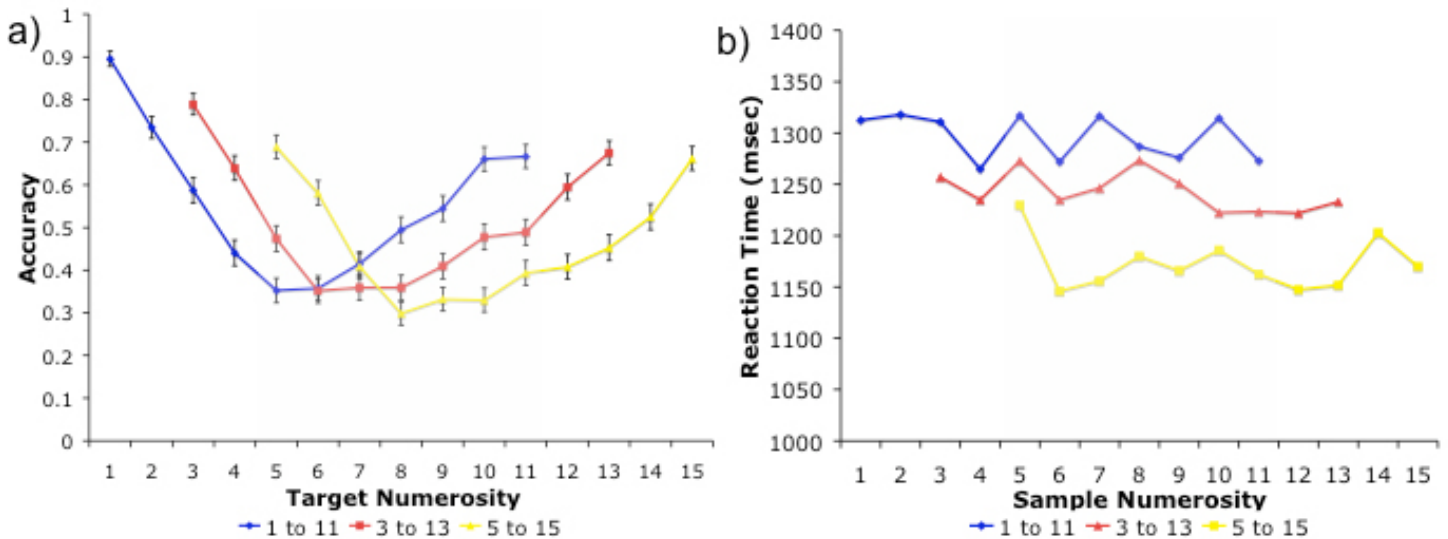 a)
1
0.9
0.8
0.7
0.6
0.5
0.4
0.3
0.2
0.1
0
Accuracy
1 2 3 4 5 6 7 8 9 10 11 12 13 14 15
Target Numerosity
1 to 11 3 to 13 5 to 15
b)
1400
1350
1300
1250
1200
1150
1100
1050
1000
Reaction Time (msec)
1 2 3 4 5 6 7 8 9 10 11 12 13 14 15
Sample Numerosity
1 to 11 3 to 13 5 to 15